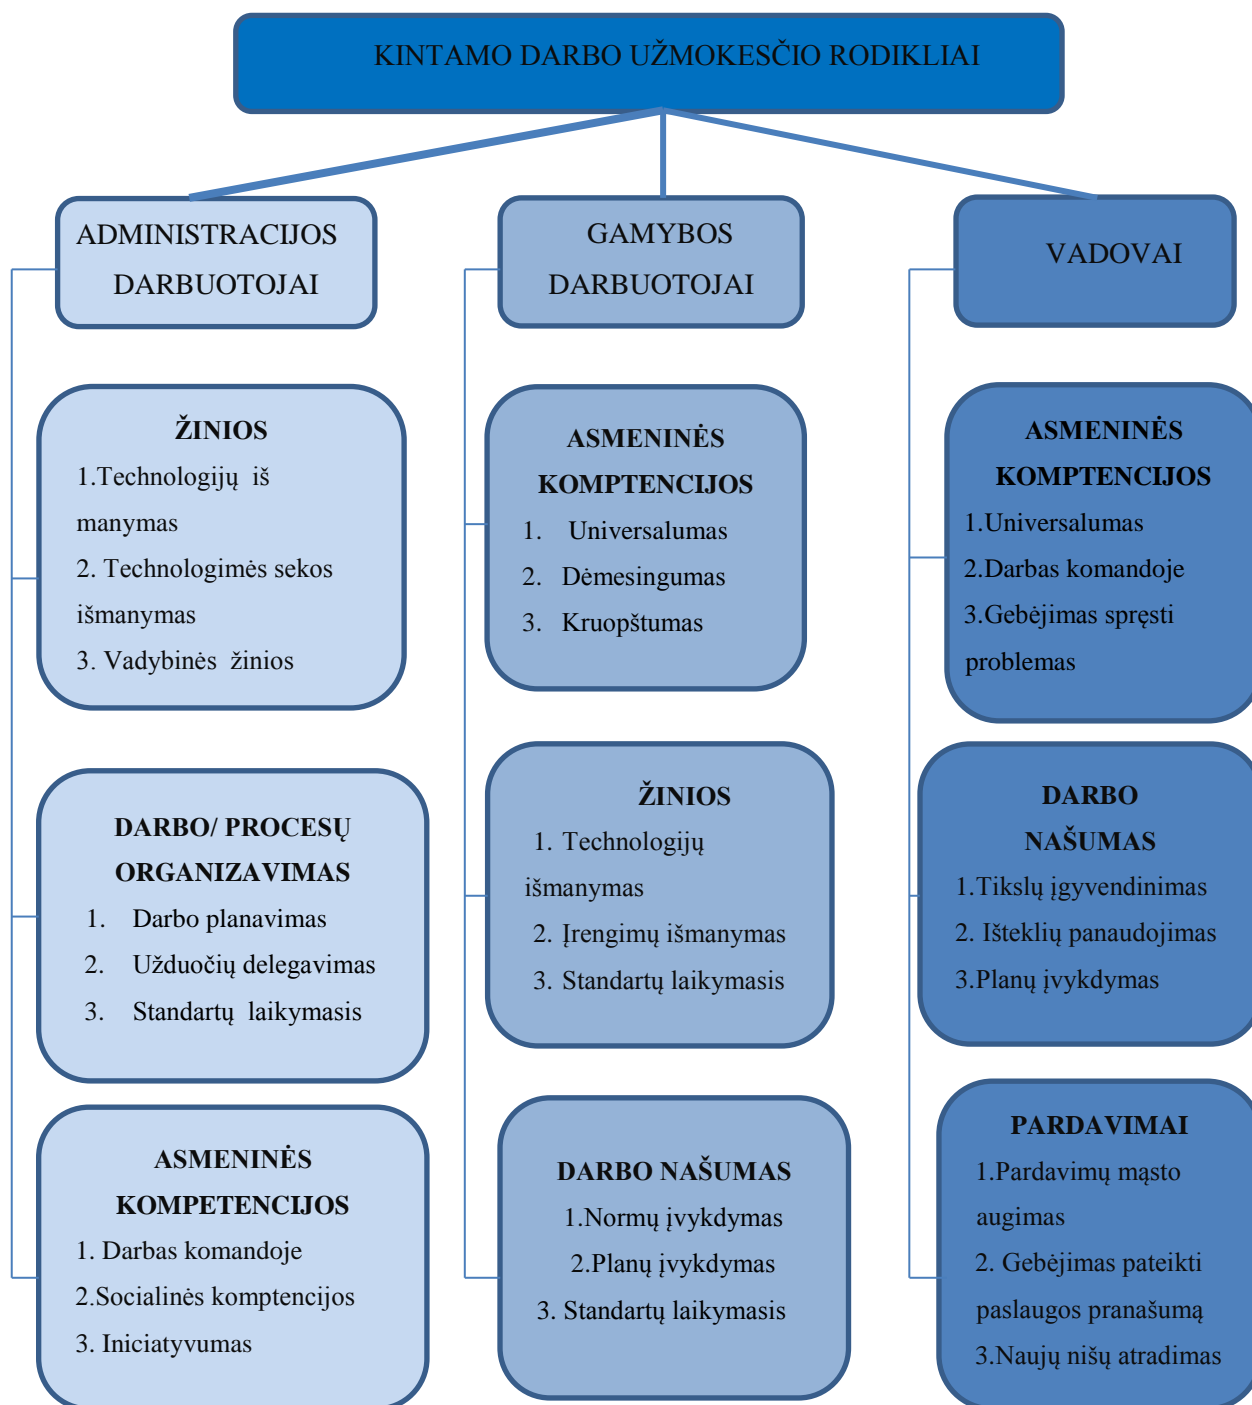 KINTAMO DARBO UŽMOKESČIO RODIKLIAI
ADMINISTRACIJOS
DARBUOTOJAI
ŽINIOS
1.Technologijų iš
manymas
2. Technologimės sekos
išmanymas
3. Vadybinės žinios
DARBO/ PROCESŲ
ORGANIZAVIMAS
1. Darbo planavimas
2. Užduočių delegavimas
3. Standartų laikymasis
ASMENINĖS
KOMPETENCIJOS
1. Darbas komandoje
2.Socialinės komptencijos
3. Iniciatyvumas
GAMYBOS
DARBUOTOJAI
ASMENINĖS
KOMPTENCIJOS
1. Universalumas
2. Dėmesingumas
3. Kruopštumas
ŽINIOS
1. Technologijų
išmanymas
2. Įrengimų išmanymas
3. Standartų laikymasis
DARBO NAŠUMAS
1.Normų įvykdymas
2.Planų įvykdymas
3. Standartų laikymasis
VADOVAI
ASMENINĖS
KOMPTENCIJOS
1.Universalumas
2.Darbas komandoje
3.Gebėjimas spręsti
problemas
DARBO
NAŠUMAS
1.Tikslų įgyvendinimas
2. Išteklių panaudojimas
3.Planų įvykdymas
PARDAVIMAI
1.Pardavimų mąsto
augimas
2. Gebėjimas pateikti
paslaugos pranašumą
3.Naujų nišų atradimas